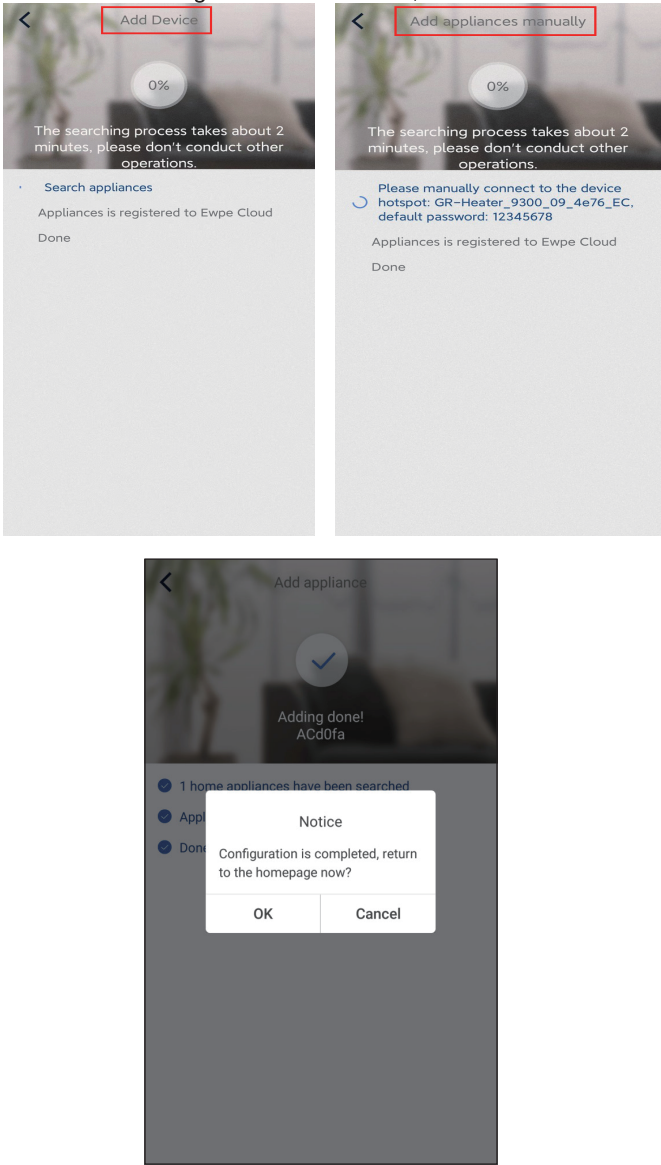 Add Device
0%
The searching process takes about 2
minutes, please don't conduct other
operations.
Search appliances
Appliances is registered to Ewpe Cloud
Done
Add appliances manually
0%
The searching process takes about 2
minutes, please don't conduct other
operations.
Please manually connect to the device
hotspot: GR-Heater_9300_09_4e76_EC,
default password: 12345678
Appliances is registered to Ewpe Cloud
Done
Add appliance
Adding done!
ACd0fa
1 home appliances have been searched
Appl
Done
Notice
Configuration is completed, return
to the homepage now?
OK Cancel